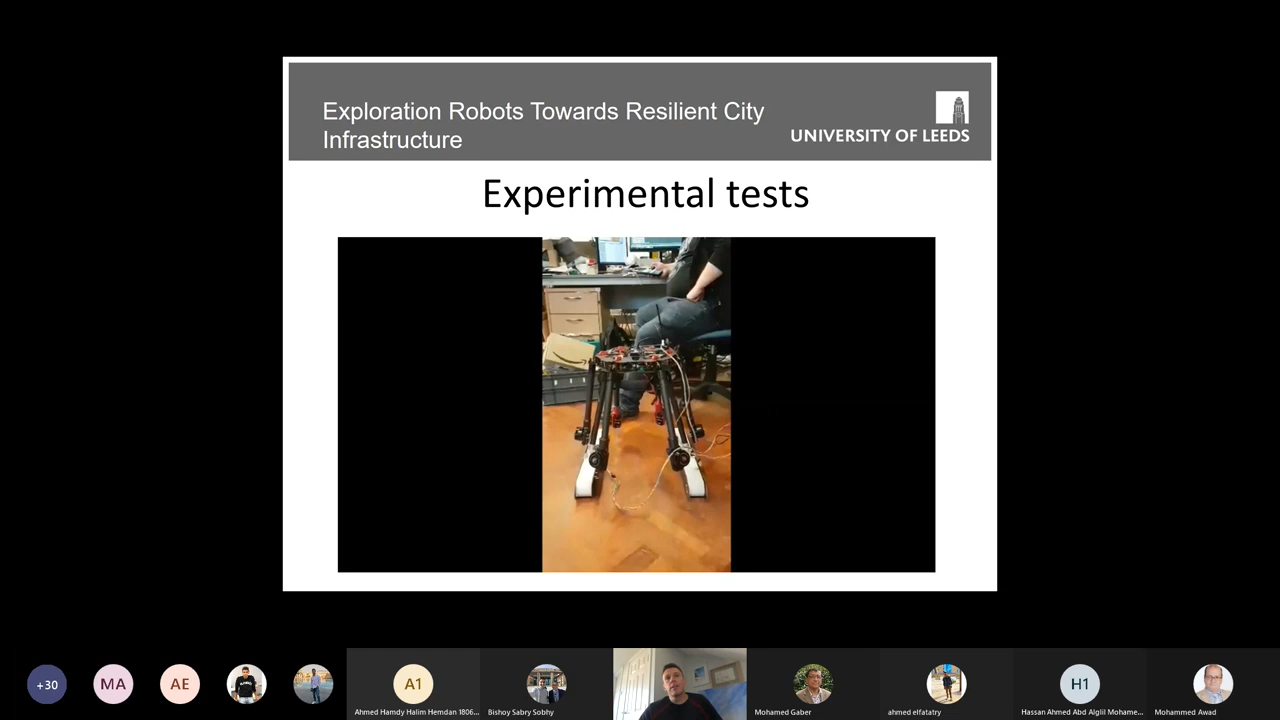 Exploration Robots Towards Resilient City
Infrastructure
UNIVERSITY OF LEEDS
Experimental tests
+30
MA
AE
A1
H1
Ahmed Hamdy Halim Hemdan 1806...
Bishoy Sabry Sobhy
Mohamed Gaber
ahmed elfatatry
Hassan Ahmed Abd Alglil Mohame...
Mohammed Awad